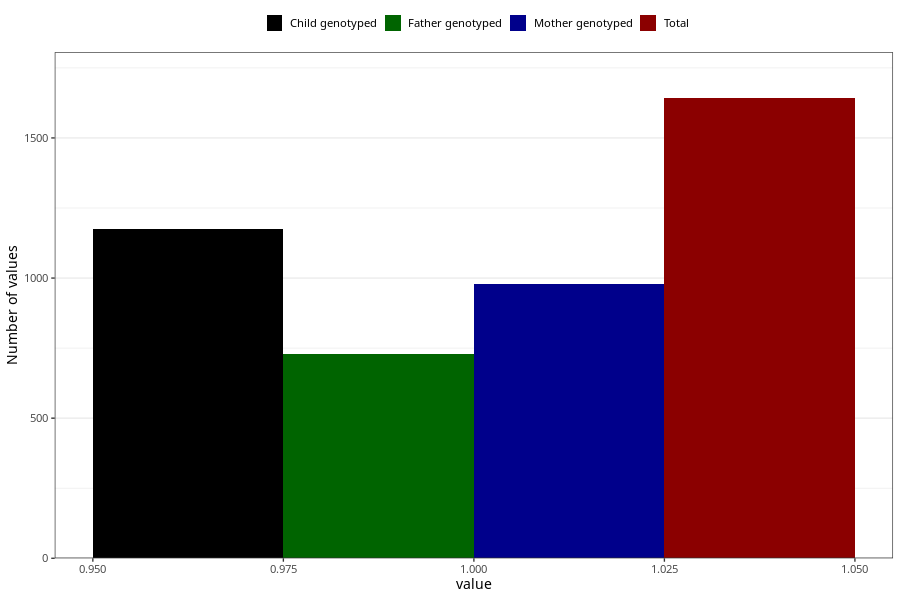 Child genotyped Father genotyped Mother genotyped Total
Number of values
1500
1000
500
0
0.950 0.975 1.000 1.025 1.050
value